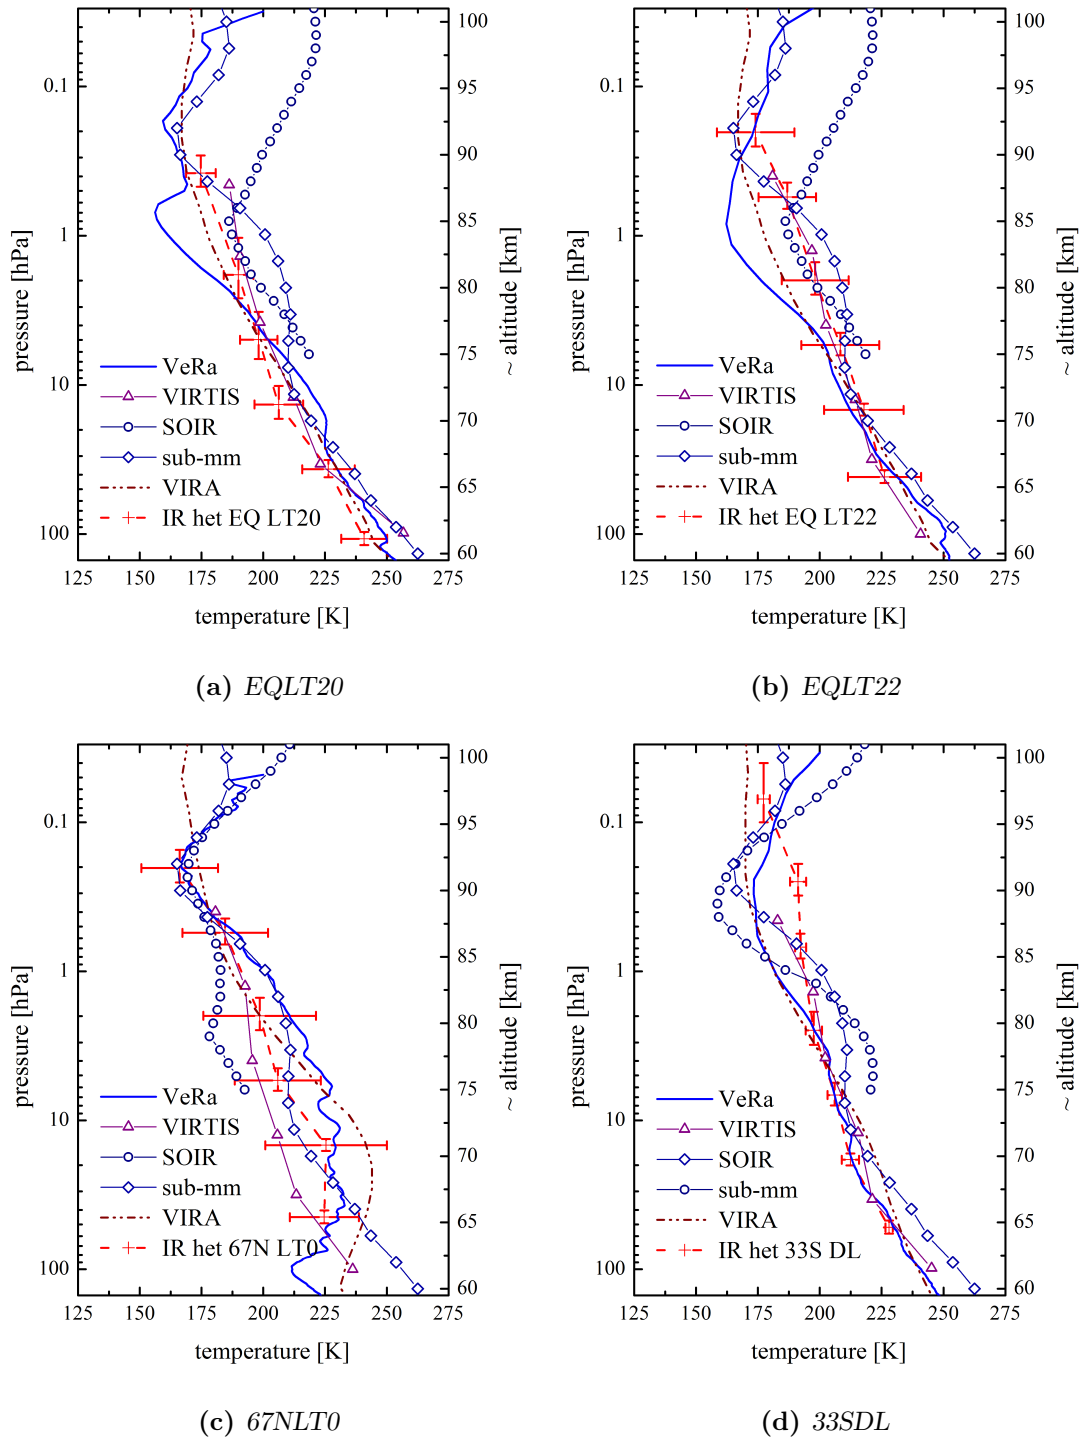 0.1
1
10
100
pressure [hPa]
100
95
90
85
80
75
70
65
60
~ altitude [km]
VeRa
VIRTIS
SOIR
sub-mm
VIRA
IR het EQ LT20
125 150 175 200 225 250 275
temperature [K]
(a) EQLT20
0.1
1
10
100
pressure [hPa]
100
95
90
85
80
75
70
65
60
~ altitude [km]
VeRa
VIRTIS
SOIR
sub-mm
VIRA
IR het EQ LT22
125 150 175 200 225 250 275
temperature [K]
(b) EQLT22
0.1
1
10
100
pressure [hPa]
100
95
90
85
80
75
70
65
60
~ altitude [km]
VeRa
VIRTIS
SOIR
sub-mm
VIRA
IR het 67N LT0
125 150 175 200 225 250 275
temperature [K]
(c) 67NLT0
0.1
1
10
100
pressure [hPa]
100
95
90
85
80
75
70
65
60
~ altitude [km]
VeRa
VIRTIS
SOIR
sub-mm
VIRA
IR het 33S DL
125 150 175 200 225 250 275
temperature [K]
(d) 33SDL